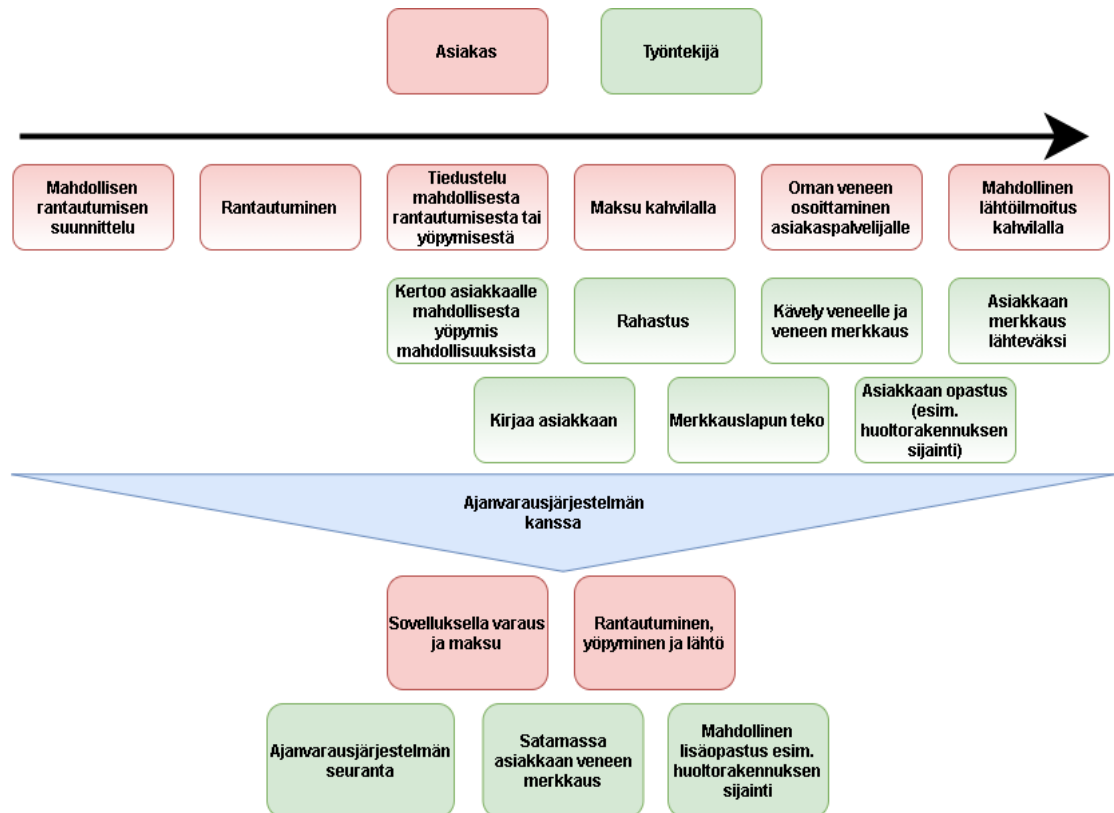 Asiakas
Työntekijä
Mahdollisen
rantautumisen
suunnittelu
Rantautuminen
Tiedustelu
mahdollisesta
rantautumisesta tai
yöpymisestä
Maksu kahvilalla
Oman veneen
osoittaminen
asiakaspalvelijalle
Mahdollinen
lähtöilmoitus
kahvilalla
Kertoo asiakkaalle
mahdollisesta
yöpymis
mahdollisuuksista
Rahastus
Kävely veneelle ja
veneen merkkaus
Asiakkaan
merkkaus
lähteväksi
Kirjaa asiakkaan
Merkkauslapun teko
Asiakkaan opastus
(esim.
huoltorakennuksen
sijainti)
Ajanvarausjärjestelmän
kanssa
Sovelluksella varaus
ja maksu
Rantautuminen,
yöpyminen ja lähtö
Ajanvarausjärjestelmän
seuranta
Satamassa
asiakkaan veneen
merkkaus
Mahdollinen
lisäopastus esim.
huoltorakennuksen
sijainti